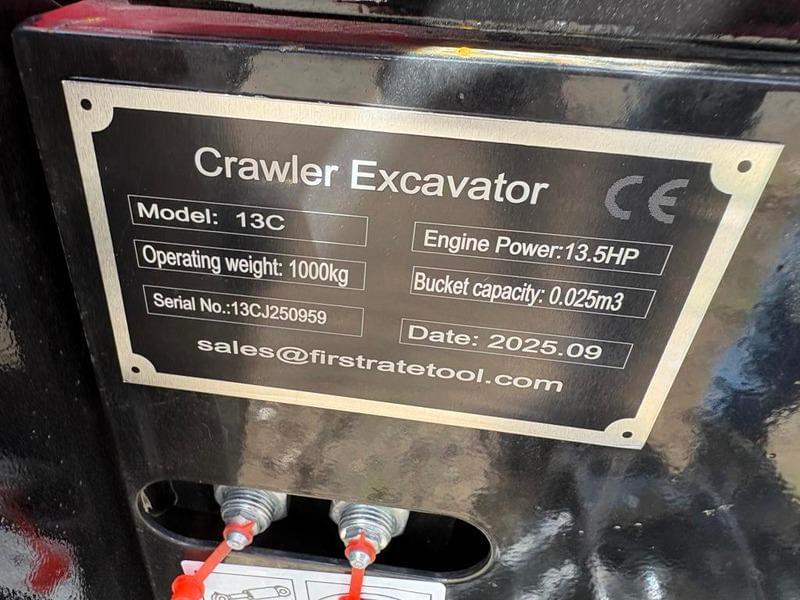 Crawler Excavator
CE
Model: 13C
Engine Power:13.5HP
Operating weight: 1000kg
Bucket capacity: 0.025m3
Serial No.:13CJ250959
Date: 2025.09
sales@firstratetool.com